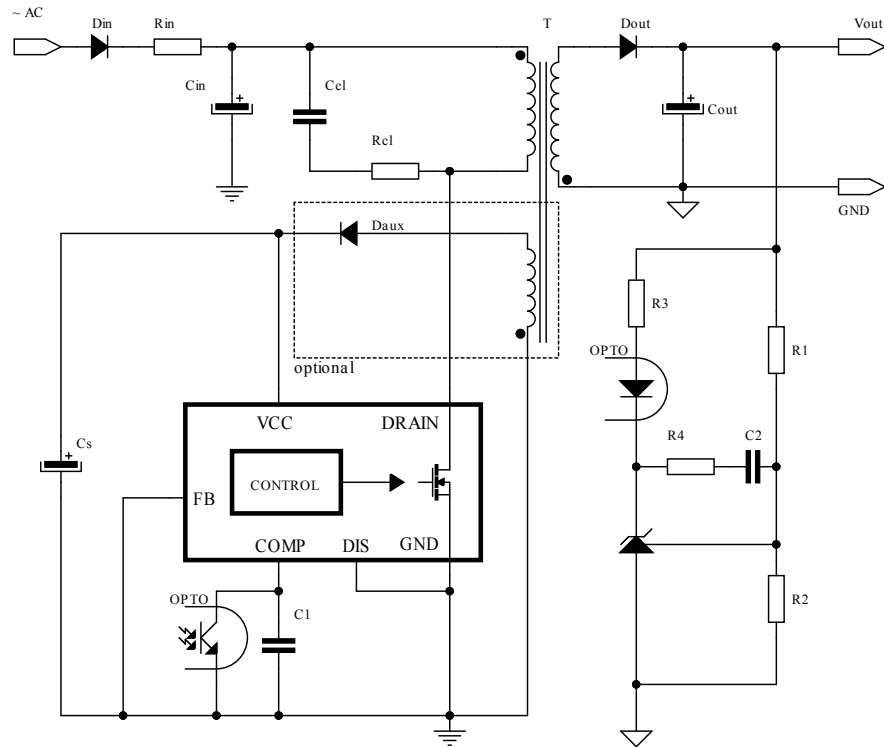 ~ AC
Din
Rin
T
Dout
Vout
Cin
+
Ccl
+
Cout
Rcl
GND
Daux
R3
OPTO
R1
optional
VCC
DRAIN
Cs
+
R4
C2
CONTROL
FB
COMP
DIS
GND
OPTO
C1
R2